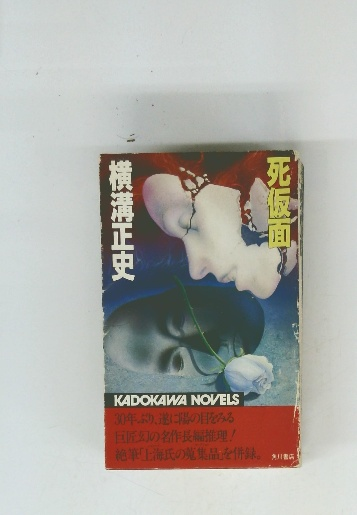 死仮面
横溝正史
KADOKAWA NOVELS
30年ぶり、遂に陽の目をみる
巨匠幻の名作長編推理!
絶筆「上海氏の蒐集品」を併録。
角川書店